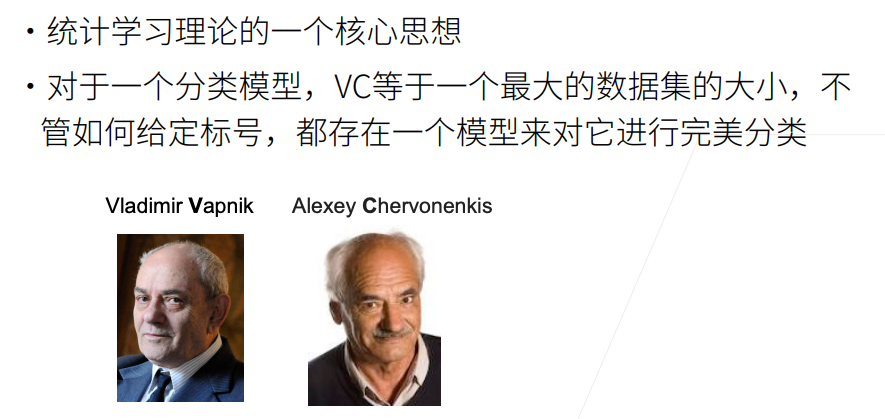 • 统计学习理论的一个核心思想
• 对于一个分类模型，VC等于一个最大的数据集的大小，不
管如何给定标号，都存在一个模型来对它进行完美分类
Vladimir Vapnik Alexey Chervonenkis